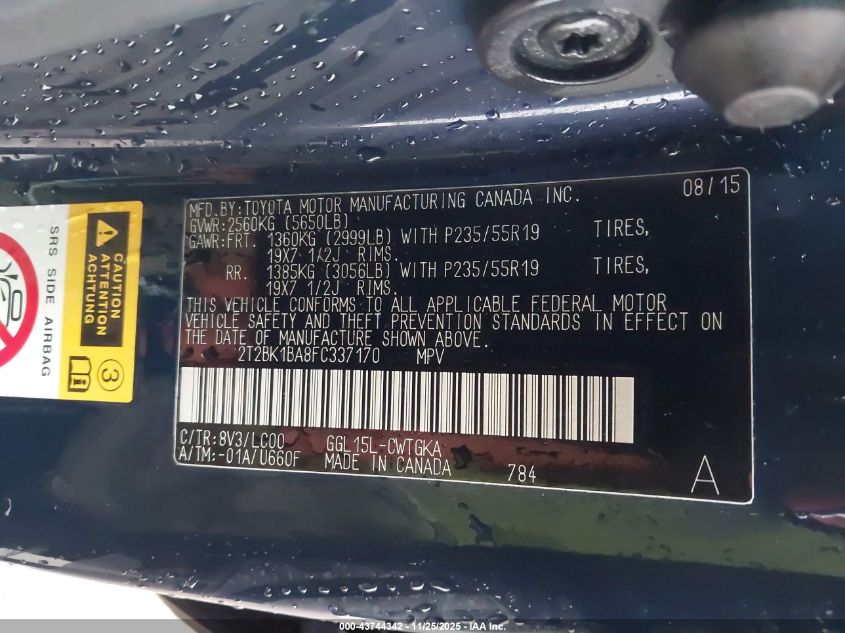 MFD.BY:TOYOTA MOTOR MANUFACTURING CANADA INC. 08/15
GVWR:2560KG (5650LB)
GAWR:FRT. 1360KG (2999LB) WITH P235/55R19 TIRES,
19X7 1/2J RIMS.
RR. 1385KG (3056LB) WITH P235/55R19 TIRES,
19X7 1/2J RIMS.
THIS VEHICLE CONFORMS TO ALL APPLICABLE FEDERAL MOTOR
VEHICLE SAFETY AND THEFT PREVENTION STANDARDS IN EFFECT ON
THE DATE OF MANUFACTURE SHOWN ABOVE.
2T2BK1BA8FC337170 MPV
C/TR:8V3/LC00 GGL15L-CWTGKA
A/TM:-01A/U660F MADE IN CANADA 784 A
CAUTION
ATTENTION
ACHTUNG
3
SRS SIDE AIRBAG
000-43744342 — 11/25/2025 - IAA Inc.